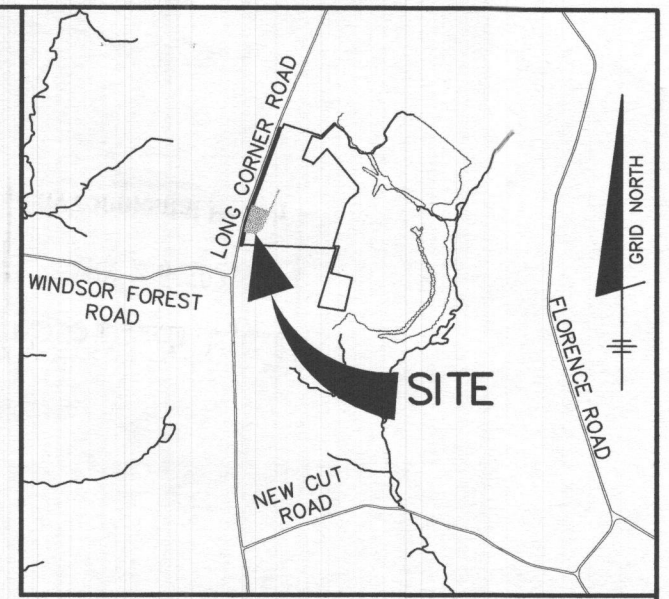 LONG CORNER ROAD
GRID NORTH
WINDSOR FOREST
ROAD
FLORENCE ROAD
SITE
NEW CUT
ROAD